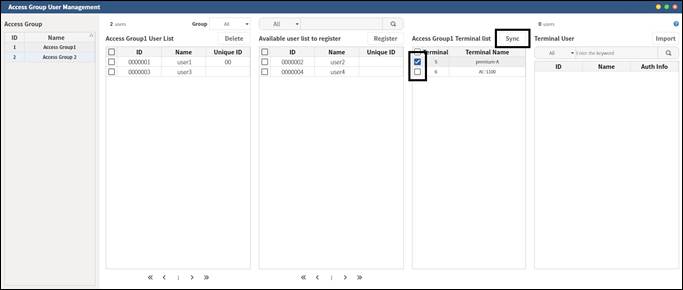 Access Group User Management
Access Group
ID Name
1 Access Group1
2 Access Group 2
2 users Group All
Access Group1 User List Delete
ID Name Unique ID
0000001 user1 00
0000003 user3
1
All
Available user list to register Register
ID Name Unique ID
0000002 user2
0000004 user4
1
Access Group1 Terminal list Sync
Terminal Terminal Name
5 premium-A
6 AC-1100
0 users
Terminal User Import
All Enter the keyword
ID Name Auth Info